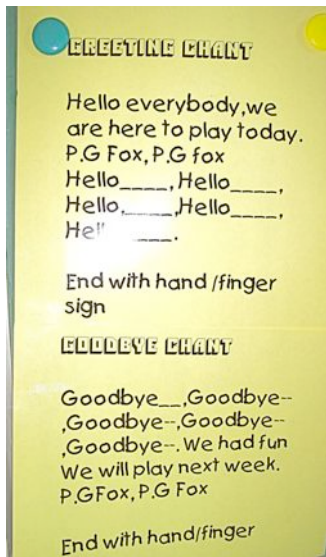 GREETING CHANT
Hello everybody,we
are here to play today.
P.G Fox, P.G fox
Hello____, Hello____,
Hello,____,Hello____,
Hel ____.
End with hand /finger
sign
GOODBYE CHANT
Goodbye__,Goodbye--
,Goodbye--,Goodbye--
,Goodbye--. We had fun
We will play next week.
P.GFox, P.G Fox
End with hand/finger